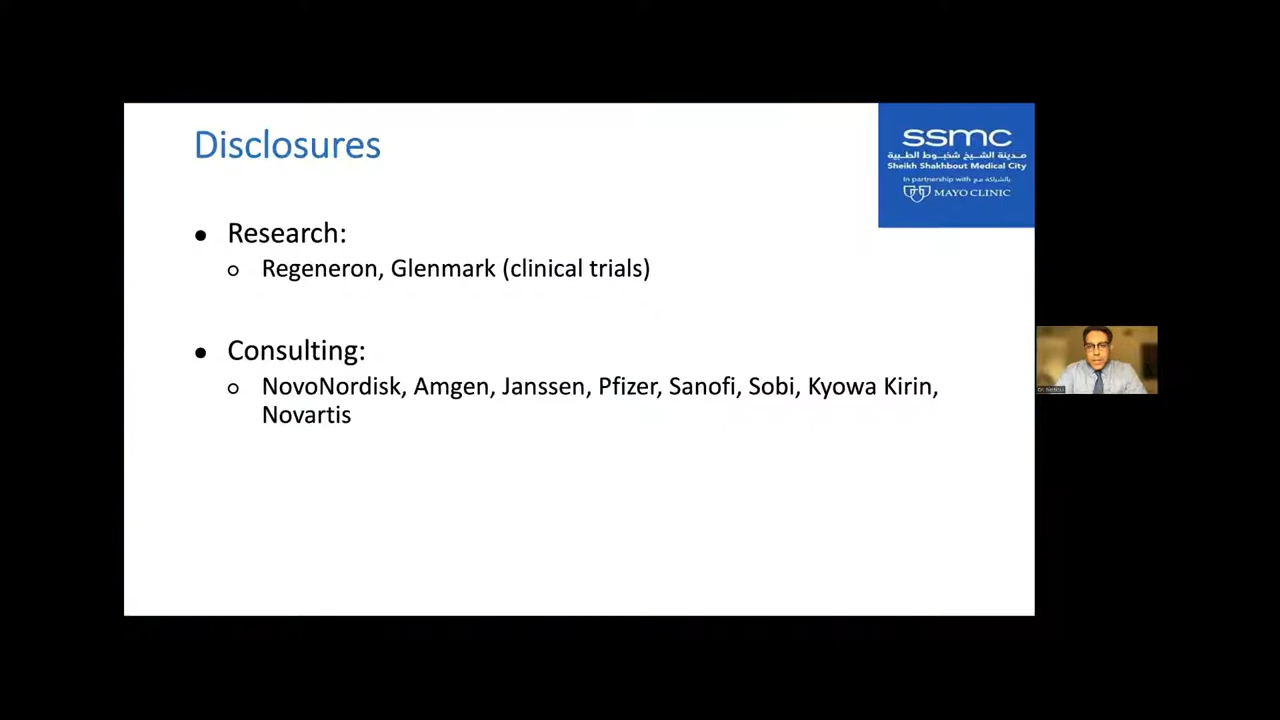 Disclosures
ssmc
مدينة الشيخ شخبوط الطبية
Sheikh Shakhbout Medical City
In partnership with بالشراكة مع
MAYO CLINIC
● Research:
○ Regeneron, Glenmark (clinical trials)
● Consulting:
○ NovoNordisk, Amgen, Janssen, Pfizer, Sanofi, Sobi, Kyowa Kirin,
Novartis